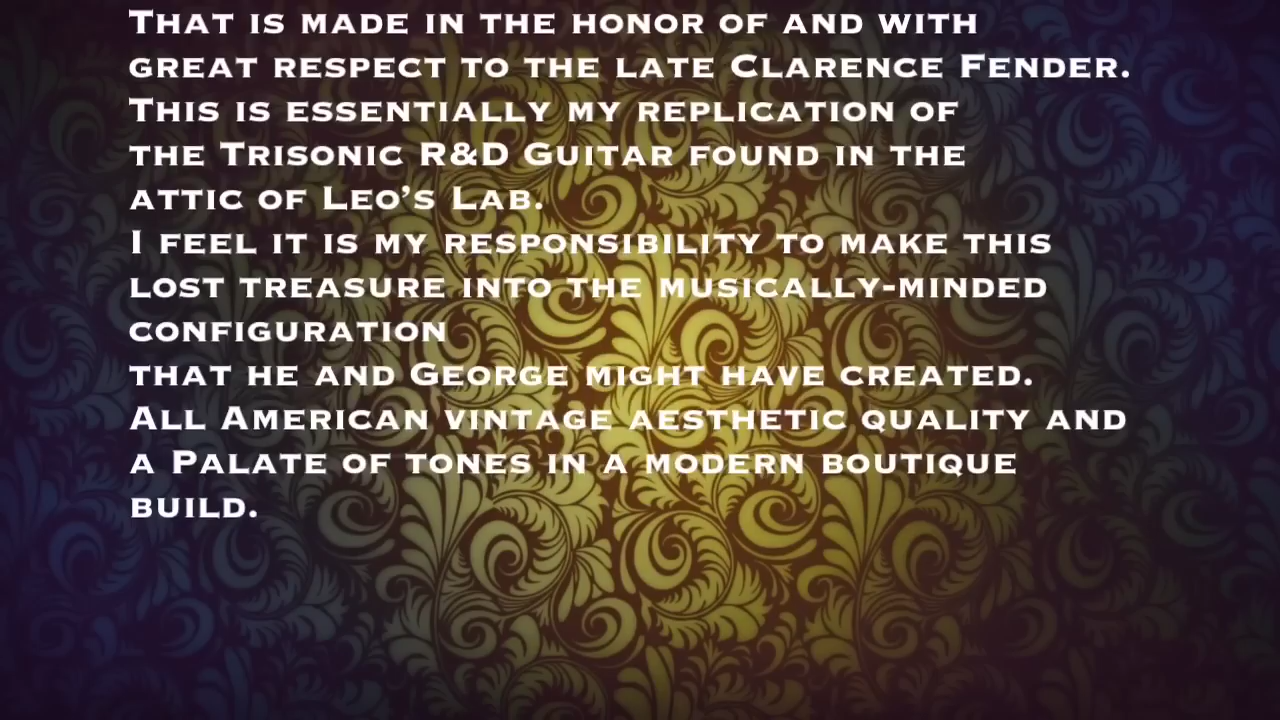 That is made in the honor of and with
great respect to the late Clarence Fender.
This is essentially my replication of
the Trisonic R&D Guitar found in the
attic of Leo’s Lab.
I feel it is my responsibility to make this
lost treasure into the musically-minded
configuration
that he and George might have created.
All American vintage aesthetic quality and
a Palate of tones in a modern boutique
build.